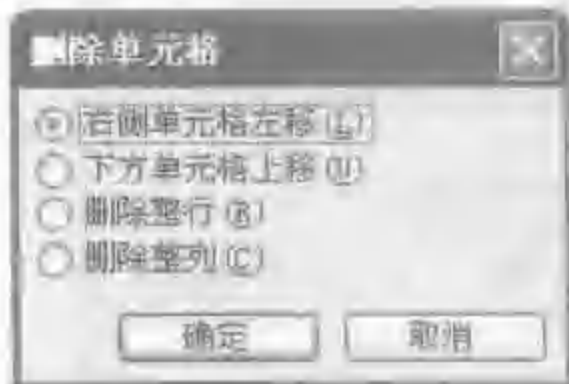 删除单元格
右侧单元格左移(L)
下方单元格上移(U)
删除整行(R)
删除整列(C)
确定 取消